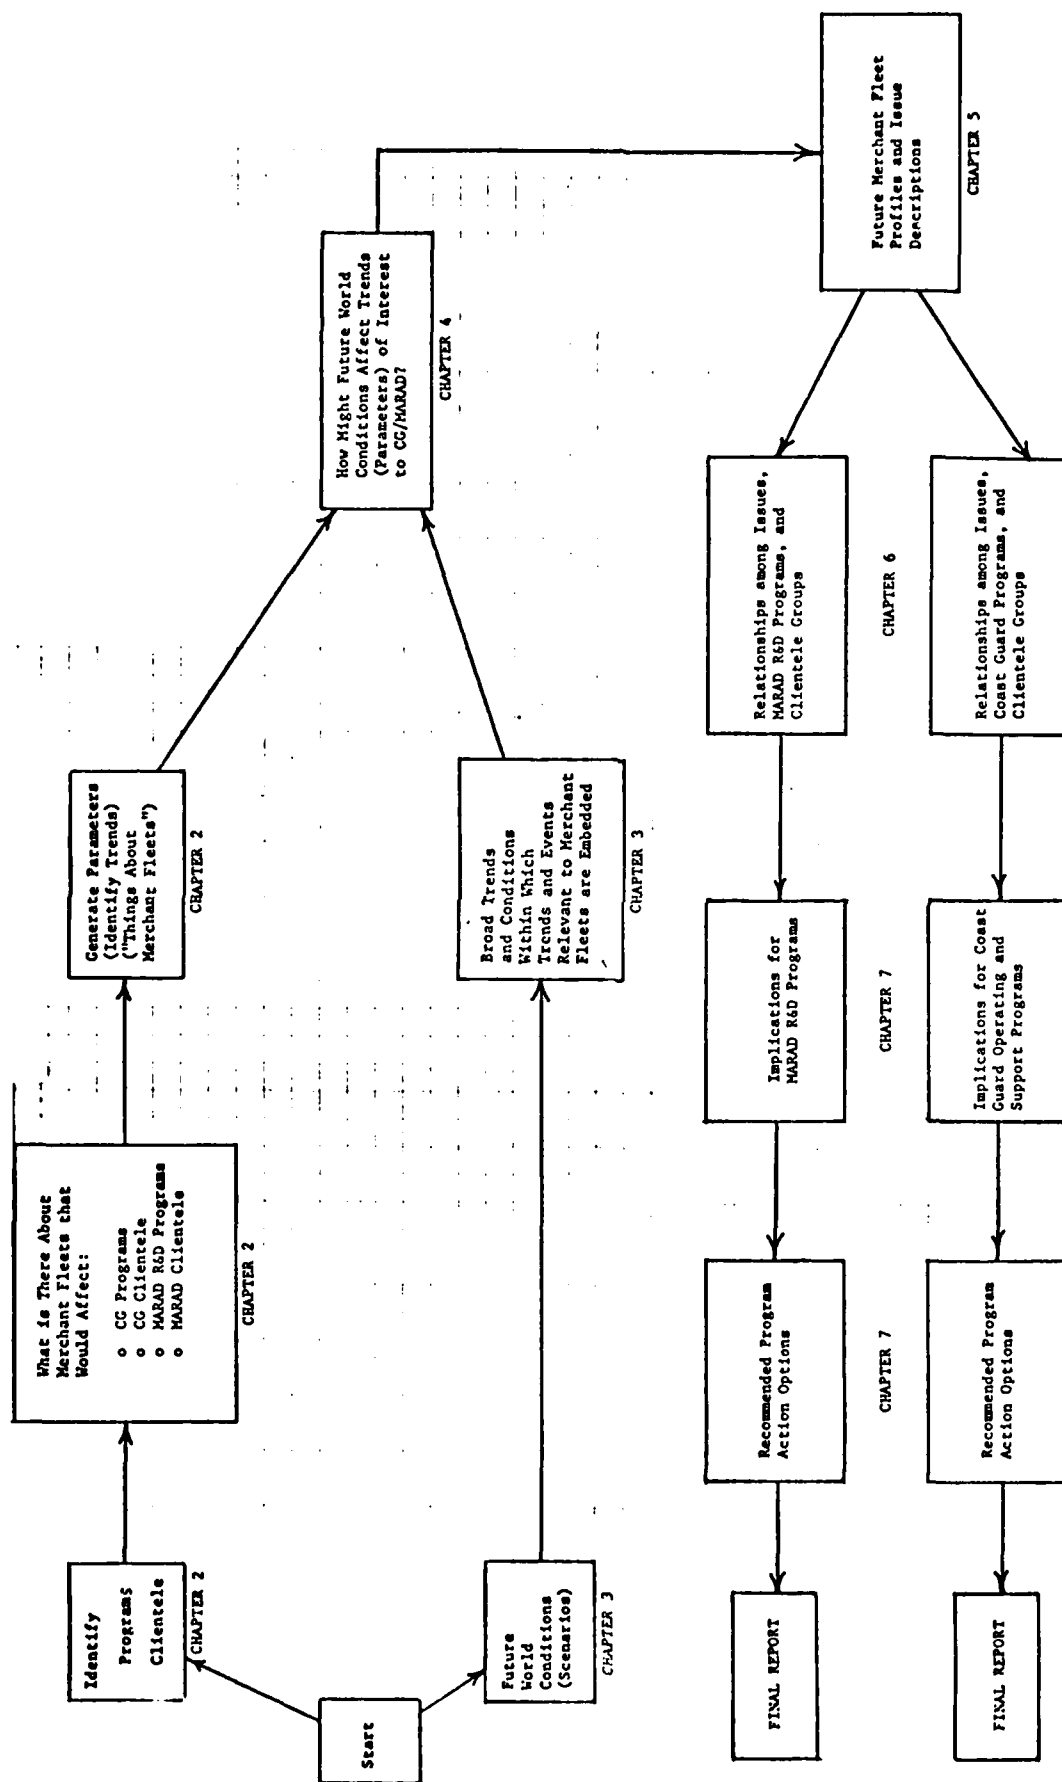 Start
Identify
Programs
Clientele
CHAPTER 2
What is There About
Merchant Fleets that
Would Affect:
o CG Programs
o CG Clientele
o MARAD R&D Programs
o MARAD Clientele
CHAPTER 2
Generate Parameters
(Identify Trends)
("Things About
Merchant Fleets")
CHAPTER 2
Future
World
Conditions
(Scenarios)
CHAPTER 3
Broad Trends
and Conditions
Within Which
Trends and Events
Relevant to Merchant
Fleets are Embedded
CHAPTER 3
How Might Future World
Conditions Affect Trends
(Parameters) of Interest
to CG/MARAD?
CHAPTER 4
Future Merchant Fleet
Profiles and Issue
Descriptions
CHAPTER 5
Relationships among Issues,
MARAD R&D Programs, and
Clientele Groups
CHAPTER 6
Relationships among Issues,
Coast Guard Programs, and
Clientele Groups
Implications for
MARAD R&D Programs
CHAPTER 7
Implications for Coast
Guard Operating and
Support Programs
Recommended Program
Action Options
CHAPTER 7
Recommended Program
Action Options
FINAL REPORT
FINAL REPORT